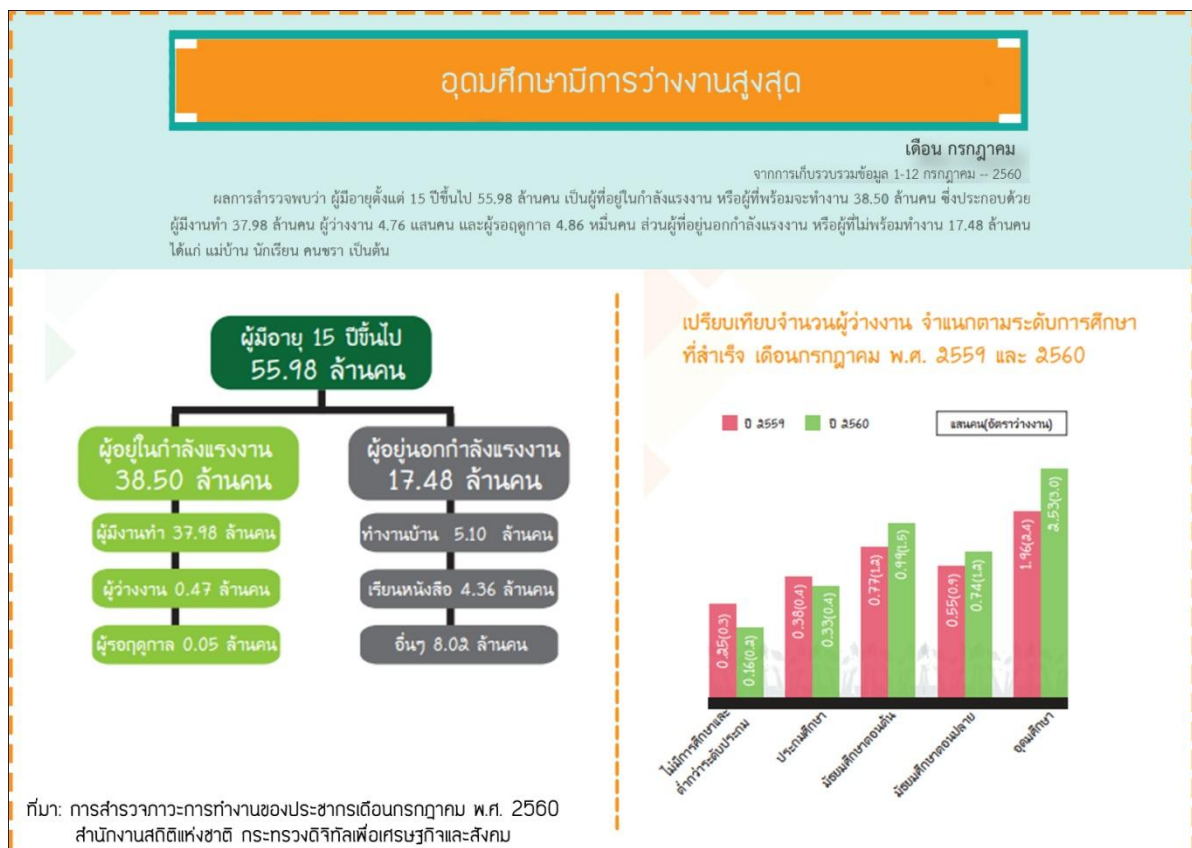 อุดมศึกษามีการว่างงานสูงสุด
เดือน กรกฎาคม
จากการเก็บรวบรวมข้อมูล 1-12 กรกฎาคม -- 2560
ผลการสำรวจพบว่า ผู้มีอายุตั้งแต่ 15 ปีขึ้นไป 55.98 ล้านคน เป็นผู้ที่อยู่ในกำลังแรงงาน หรือผู้ที่พร้อมจะทำงาน 38.50 ล้านคน ซึ่งประกอบด้วย
ผู้มีงานทำ 37.98 ล้านคน ผู้ว่างงาน 4.76 แสนคน และผู้รอฤดูกาล 4.86 หมื่นคน ส่วนผู้ที่อยู่นอกกำลังแรงงาน หรือผู้ที่ไม่พร้อมทำงาน 17.48 ล้านคน
ได้แก่ แม่บ้าน นักเรียน คนชรา เป็นต้น
ผู้มีอายุ 15 ปีขึ้นไป
55.98 ล้านคน
ผู้อยู่ในกำลังแรงงาน
38.50 ล้านคน
ผู้มีงานทำ 37.98 ล้านคน
ผู้ว่างงาน 0.47 ล้านคน
ผู้รอฤดูกาล 0.05 ล้านคน
ผู้อยู่นอกกำลังแรงงาน
17.48 ล้านคน
ทำงานบ้าน 5.10 ล้านคน
เรียนหนังสือ 4.36 ล้านคน
อื่นๆ 8.02 ล้านคน
เปรียบเทียบจำนวนผู้ว่างงาน จำแนกตามระดับการศึกษา
ที่สำเร็จ เดือนกรกฎาคม พ.ศ. 2559 และ 2560
ปี 2559
ปี 2560
แสนคน(อัตราว่างงาน)
0.25(0.3)
0.16(0.2)
0.38(0.4)
0.33(0.4)
0.77(1.2)
0.99(1.5)
0.55(0.9)
0.74(1.2)
1.96(2.4)
2.53(3.0)
ไม่มีการศึกษาและ
ต่ำกว่าระดับประถม
ประถมศึกษา
มัธยมศึกษาตอนต้น
มัธยมศึกษาตอนปลาย
อุดมศึกษา
ที่มา: การสำรวจภาวะการทำงานของประชากรเดือนกรกฎาคม พ.ศ. 2560
สำนักงานสถิติแห่งชาติ กระทรวงดิจิทัลเพื่อเศรษฐกิจและสังคม